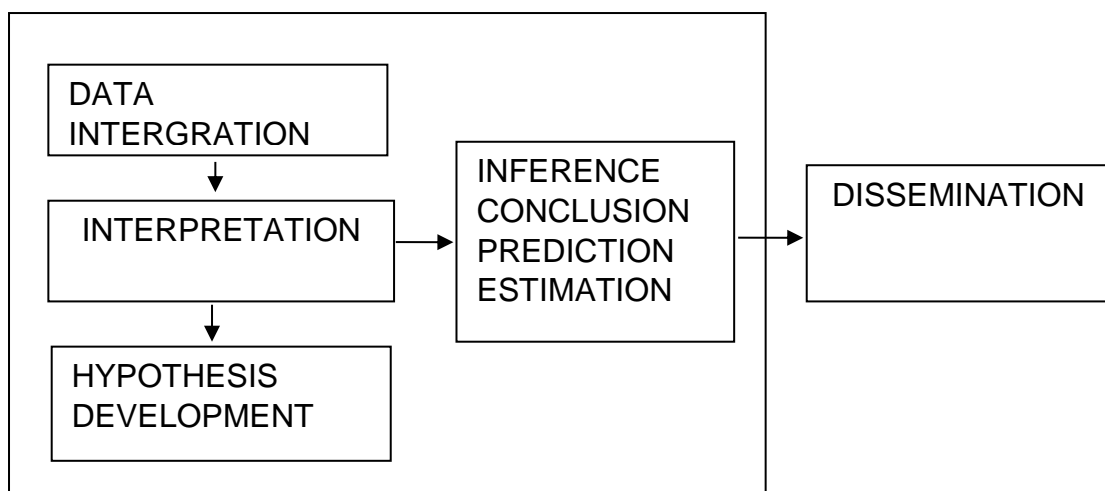 DATA
INTERGRATION
INTERPRETATION
HYPOTHESIS
DEVELOPMENT
INFERENCE
CONCLUSION
PREDICTION
ESTIMATION
DISSEMINATION